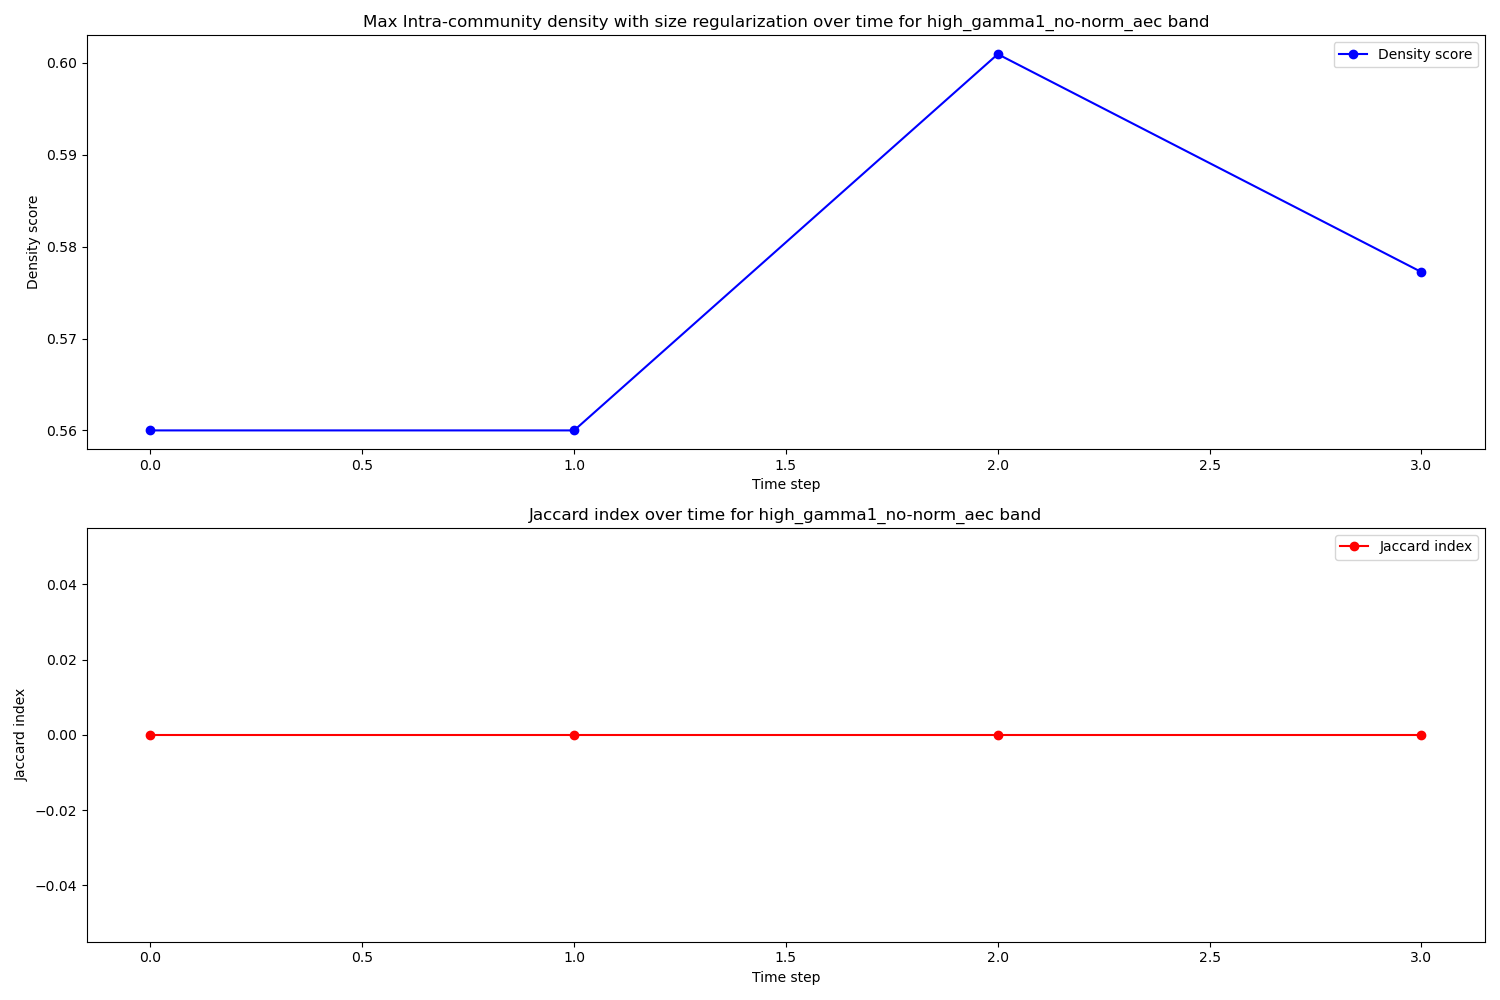 Max Intra-community density with size regularization over time for high_gamma1_no-norm_aec band
Density score
0.60
0.59
0.58
0.57
0.56
Density score
0.0 0.5 1.0 1.5 2.0 2.5 3.0
Time step
Jaccard index over time for high_gamma1_no-norm_aec band
Jaccard index
0.04
0.02
0.00
−0.02
−0.04
Jaccard index
0.0 0.5 1.0 1.5 2.0 2.5 3.0
Time step